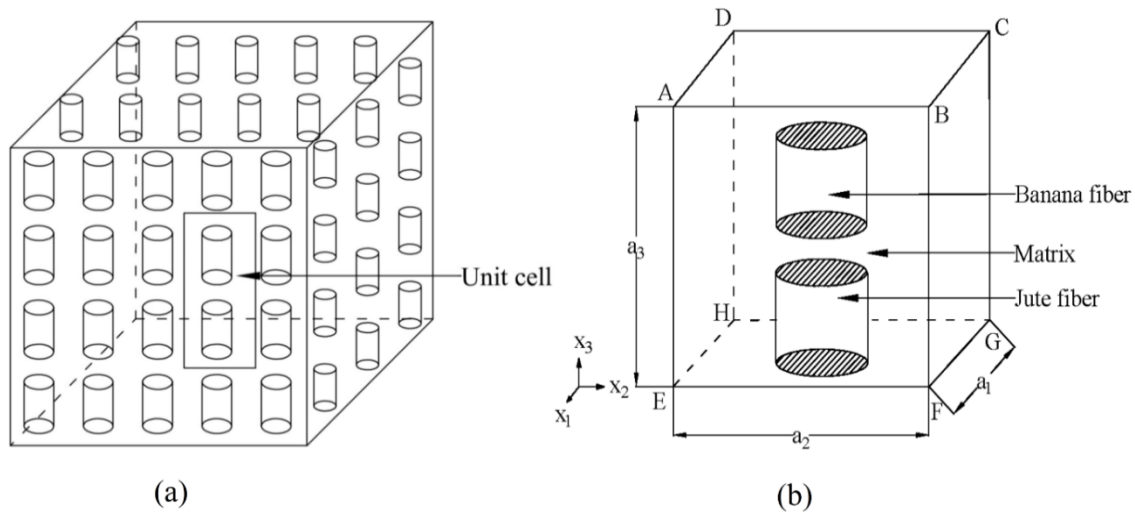 Unit cell
(a)
D
C
A
B
Banana fiber
a₃
Matrix
Jute fiber
H
G
x₃
x₂
x₁
E
F
a₁
a₂
(b)